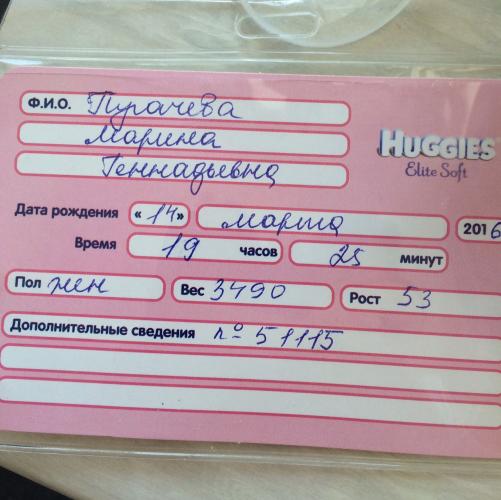 Ф.И.О. Пугачева
Марина
Геннадьевна
HUGGIES
Elite Soft
Дата рождения «14» марта 2016
Время 19 часов 25 минут
Пол жен Вес 3490 Рост 53
Дополнительные сведения n° 51115